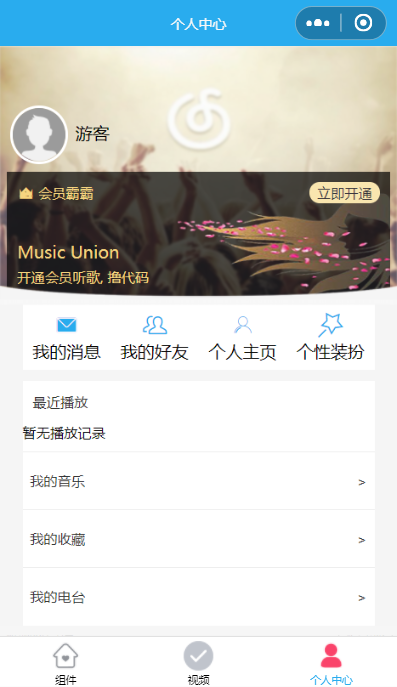 个人中心
游客
会员霸霸
立即开通
Music Union
开通会员听歌, 撸代码
我的消息 我的好友 个人主页 个性装扮
最近播放
暂无播放记录
我的音乐 >
我的收藏 >
我的电台 >
组件 视频 个人中心